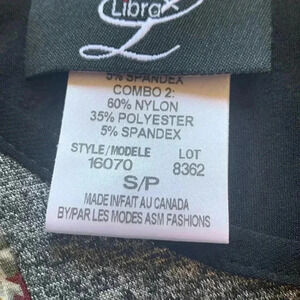 Libra
L
5% SPANDEX
COMBO 2:
60% NYLON
35% POLYESTER
5% SPANDEX
STYLE/MODELE LOT
16070 8362
S/P
MADE IN/FAIT AU CANADA
BY/PAR LES MODES ASM FASHIONS